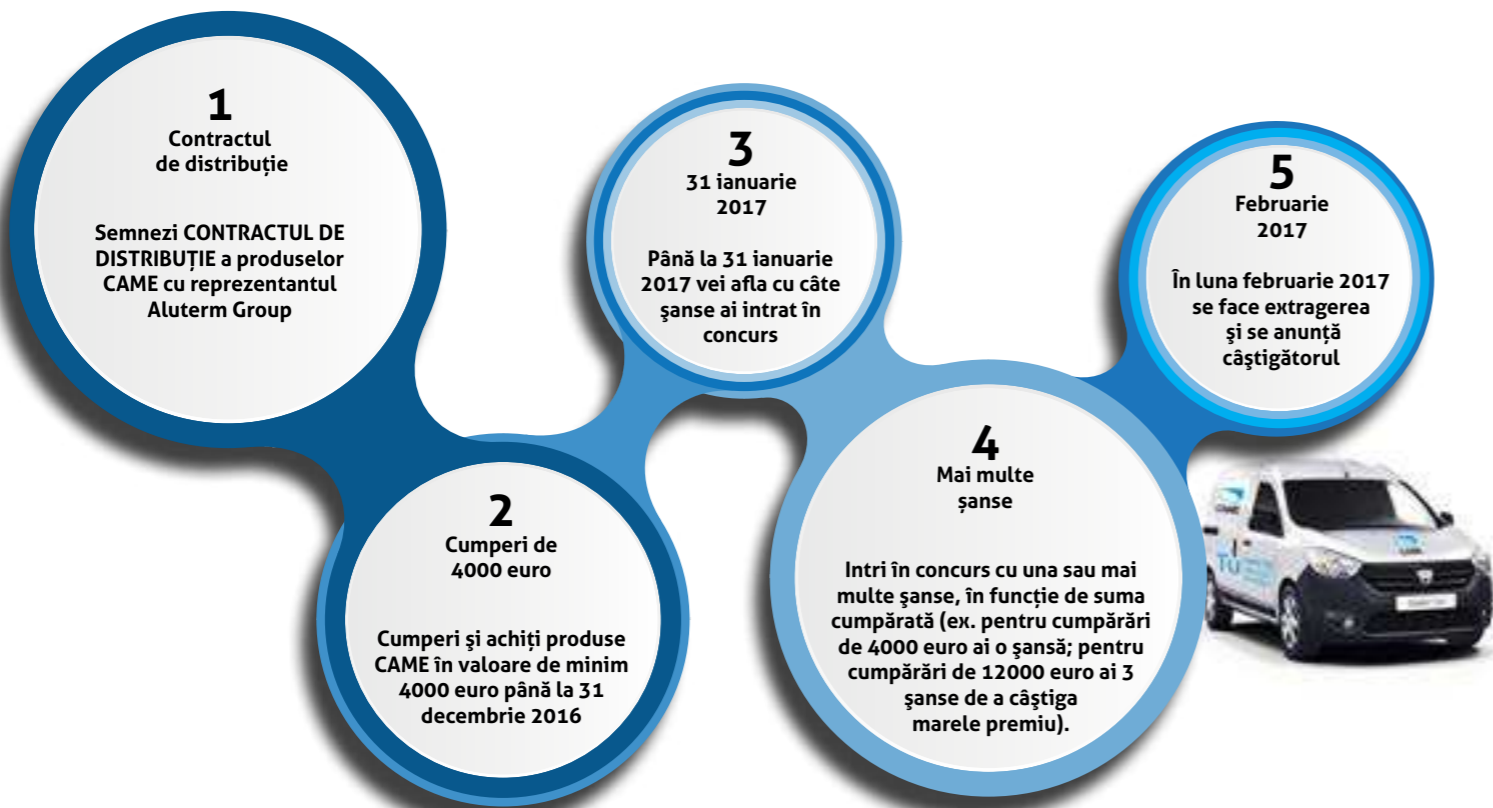 1
Contractul
de distribuție
Semnezi CONTRACTUL DE
DISTRIBUȚIE a produselor
CAME cu reprezentantul
Aluterm Group
2
Cumperi de
4000 euro
Cumperi şi achiți produse
CAME în valoare de minim
4000 euro până la 31
decembrie 2016
3
31 ianuarie
2017
Până la 31 ianuarie
2017 vei afla cu câte
şanse ai intrat în
concurs
4
Mai multe
șanse
Intri în concurs cu una sau mai
multe şanse, în funcție de suma
cumpărată (ex. pentru cumpărări
de 4000 euro ai o şansă; pentru
cumpărări de 12000 euro ai 3
şanse de a câştiga
marele premiu).
5
Februarie
2017
În luna februarie 2017
se face extragerea
şi se anunță
câştigătorul
CAME
TU